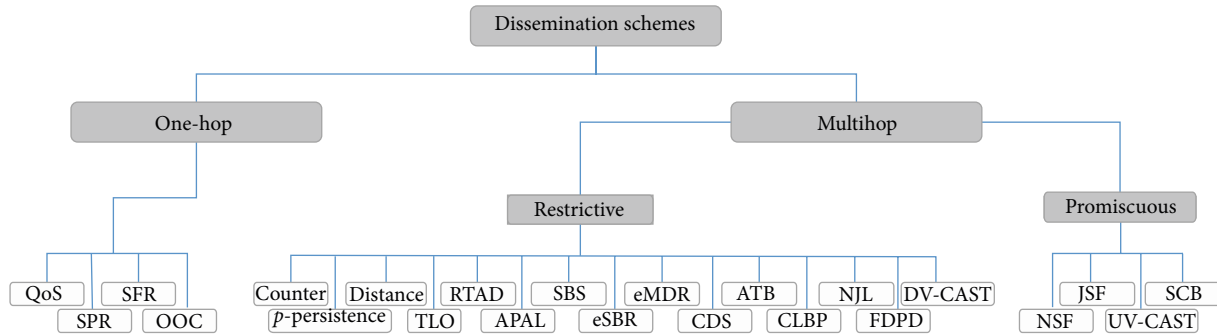 Dissemination schemes
One-hop
Multihop
Restrictive
Promiscuous
QoS
SFR
Counter
Distance
RTAD
SBS
eMDR
ATB
NJL
DV-CAST
JSF
SCB
SPR
OOC
p-persistence
TLO
APAL
eSBR
CDS
CLBP
FDPD
NSF
UV-CAST